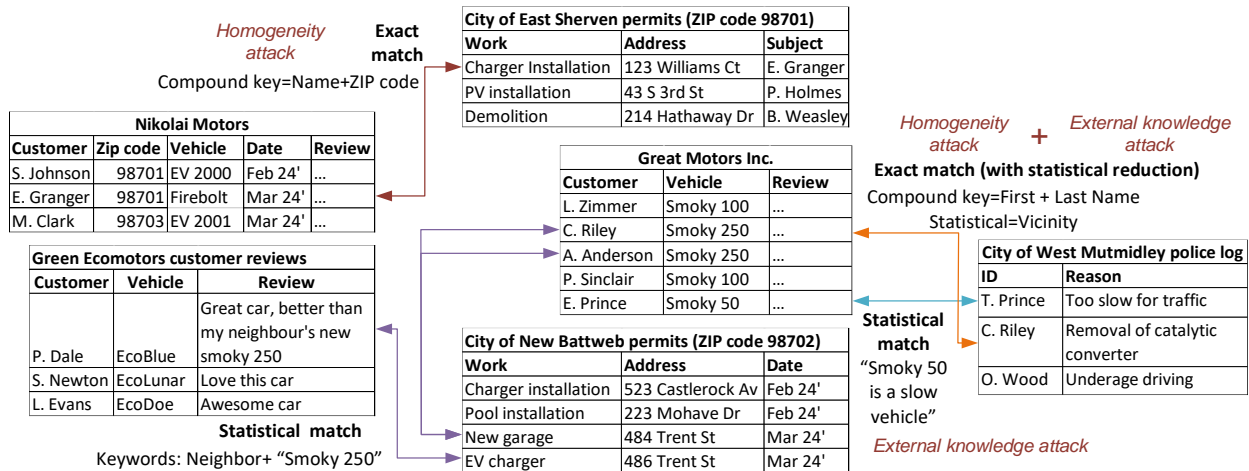 City of East Sherven permits (ZIP code 98701)
Work Address Subject
Charger Installation 123 Williams Ct E. Granger
PV installation 43 S 3rd St P. Holmes
Demolition 214 Hathaway Dr B. Weasley
Homogeneity
attack
Exact
match
Compound key=Name+ZIP code
Nikolai Motors
Customer Zip code Vehicle Date Review
S. Johnson 98701 EV 2000 Feb 24' ...
E. Granger 98701 Firebolt Mar 24' ...
M. Clark 98703 EV 2001 Mar 24' ...
Great Motors Inc.
Customer Vehicle Review
L. Zimmer Smoky 100 ...
C. Riley Smoky 250 ...
A. Anderson Smoky 250 ...
P. Sinclair Smoky 100 ...
E. Prince Smoky 50 ...
Homogeneity
attack
+
External knowledge
attack
Exact match (with statistical reduction)
Compound key=First + Last Name
Statistical=Vicinity
Green Ecomotors customer reviews
Customer Vehicle Review
P. Dale EcoBlue Great car, better than
my neighbour's new
smoky 250
S. Newton EcoLunar Love this car
L. Evans EcoDoe Awesome car
Statistical match
Keywords: Neighbor+ “Smoky 250”
City of New Battweb permits (ZIP code 98702)
Work Address Date
Charger installation 523 Castlerock Av Feb 24'
Pool installation 223 Mohave Dr Feb 24'
New garage 484 Trent St Mar 24'
EV charger 486 Trent St Mar 24'
City of West Mutmidley police log
ID Reason
T. Prince Too slow for traffic
C. Riley Removal of catalytic
converter
O. Wood Underage driving
Statistical
match
“Smoky 50
is a slow
vehicle”
External knowledge attack